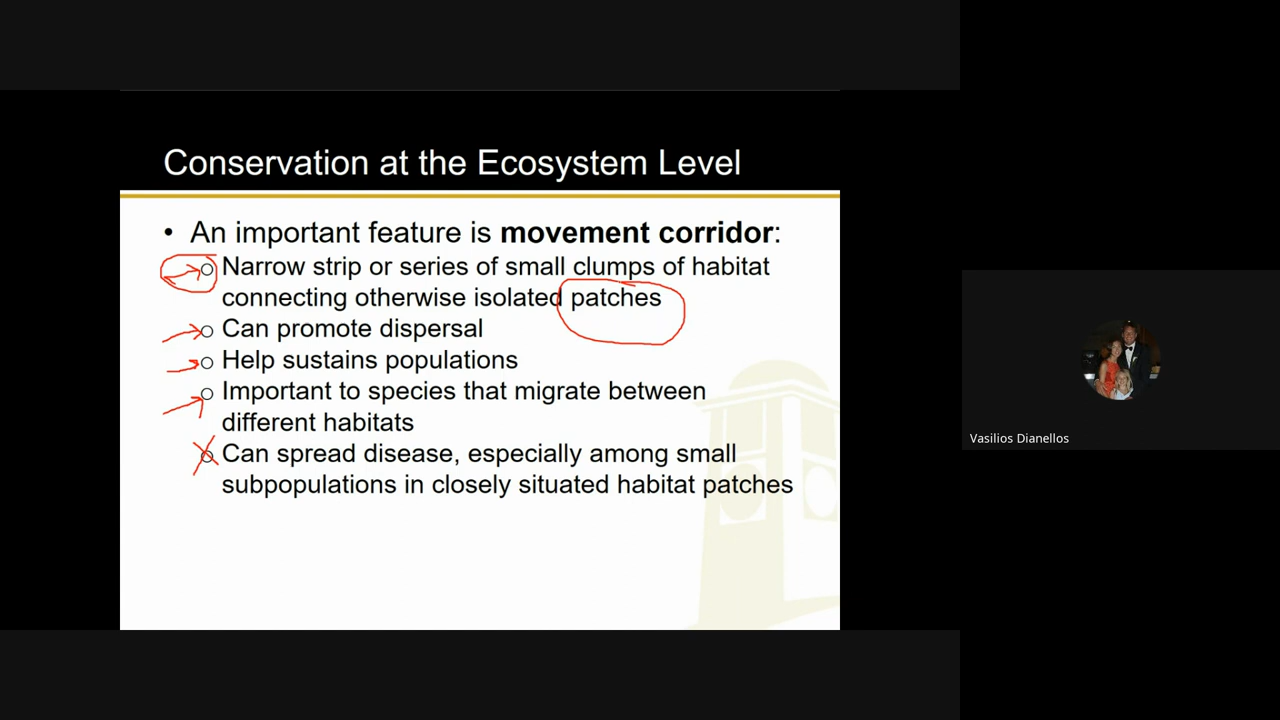 Conservation at the Ecosystem Level
• An important feature is movement corridor:
○ Narrow strip or series of small clumps of habitat
connecting otherwise isolated patches
○ Can promote dispersal
○ Help sustains populations
○ Important to species that migrate between
different habitats
○ Can spread disease, especially among small
subpopulations in closely situated habitat patches
Vasilios Dianellos